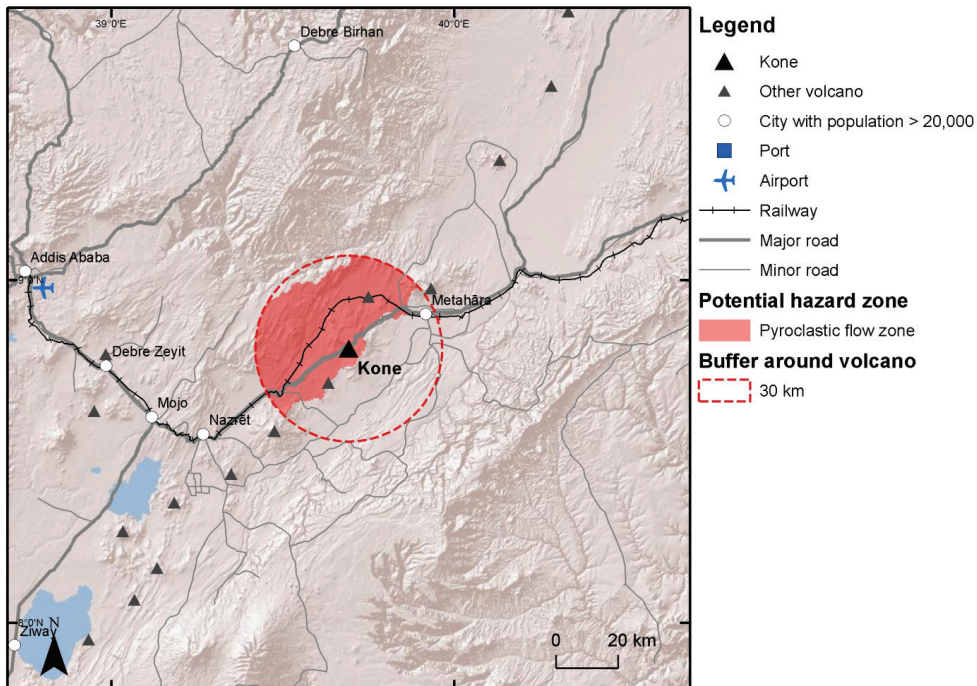 39°0'E
40°0'E
Debre Birhan
Addis Ababa
9°0'N
Metahāra
Debre Zeyit
Kone
Mojo
Nazrēt
8°0'N
N
Ziway
0 20 km
Legend
Kone
Other volcano
City with population > 20,000
Port
Airport
Railway
Major road
Minor road
Potential hazard zone
Pyroclastic flow zone
Buffer around volcano
30 km